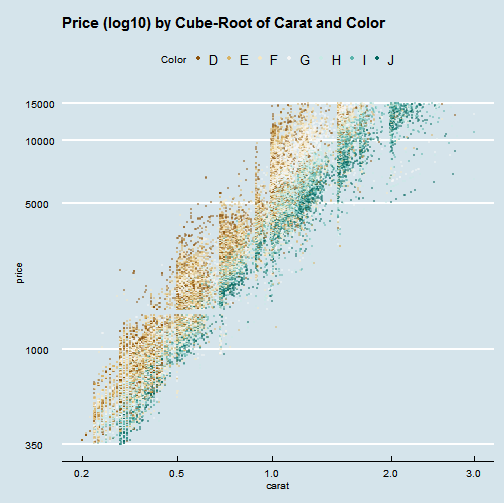 Price (log10) by Cube-Root of Carat and Color
Color D E F G H I J
15000
10000
5000
price
1000
350
0.2 0.5 1.0 2.0 3.0
carat